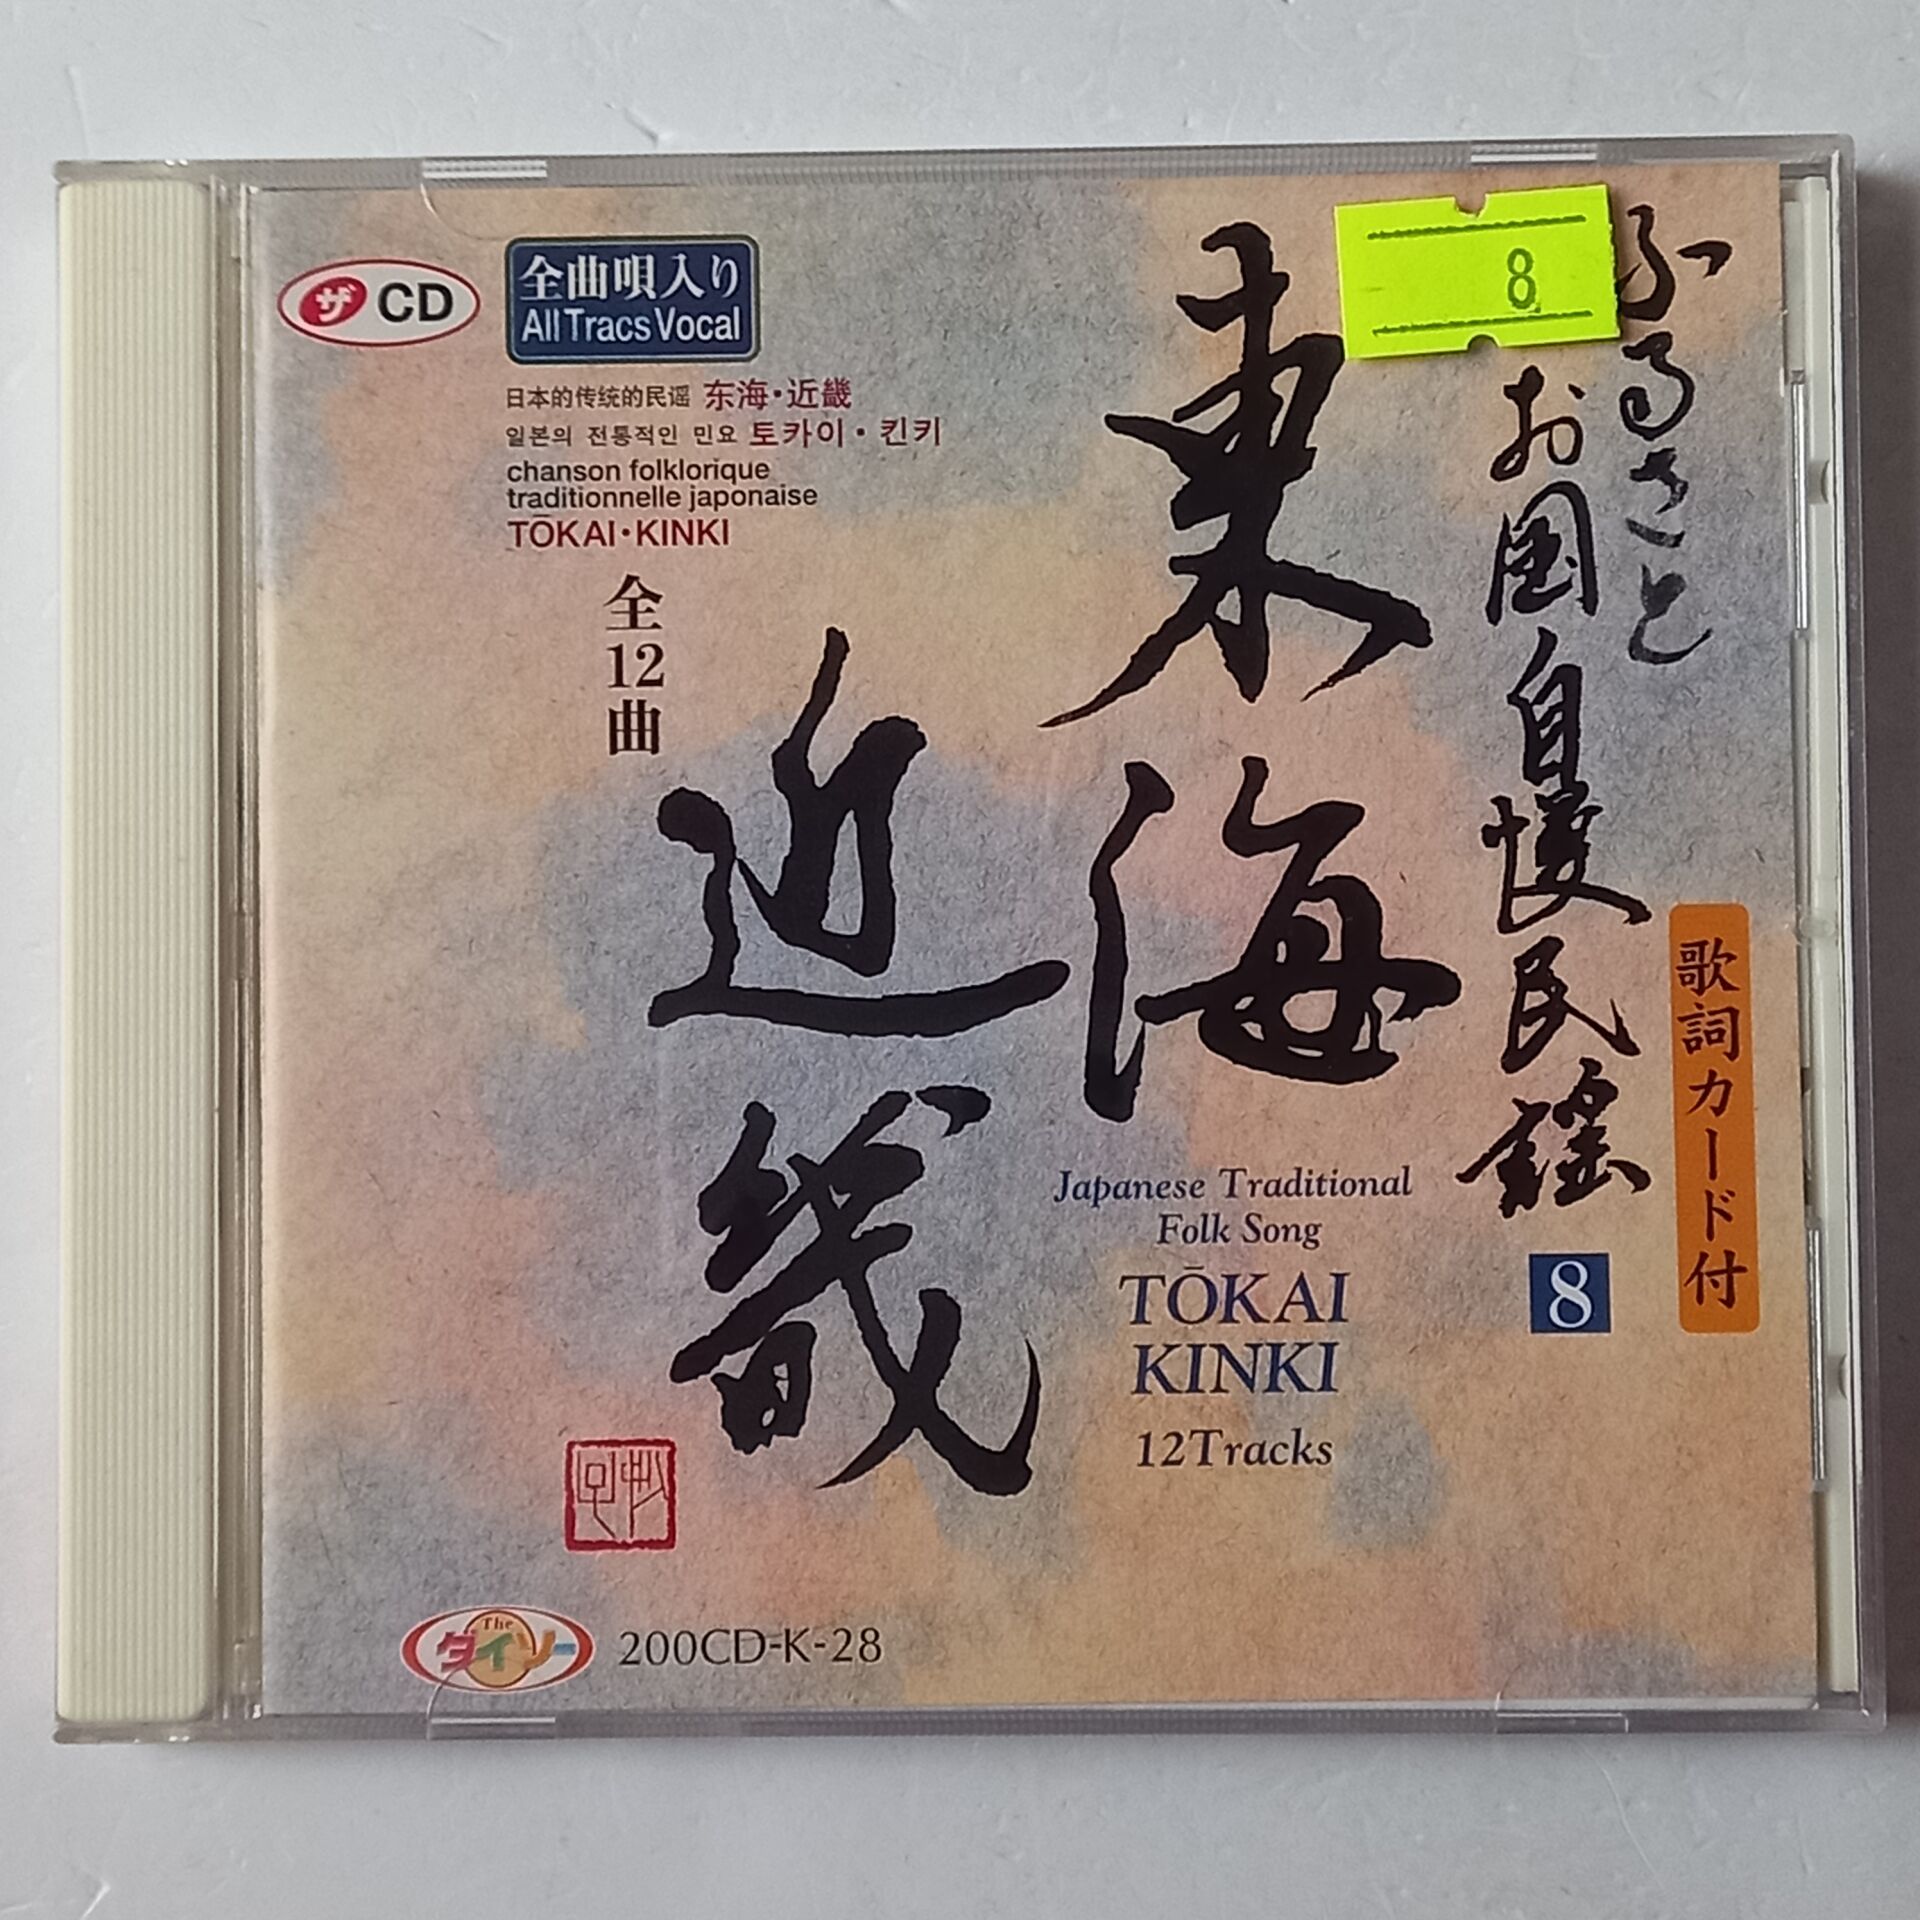 ザ CD
全曲唄入り
All Tracs Vocal
日本的传统的民谣 东海・近畿
일본의 전통적인 민요 토카이・킨키
chanson folklorique
traditionnelle japonaise
TŌKAI・KINKI
全12曲
8
ふるさと
お国自慢民謡
8
東海
近畿
歌詞カード付
Japanese Traditional
Folk Song
TŌKAI
KINKI
12Tracks
The
ダイソー
200CD-K-28